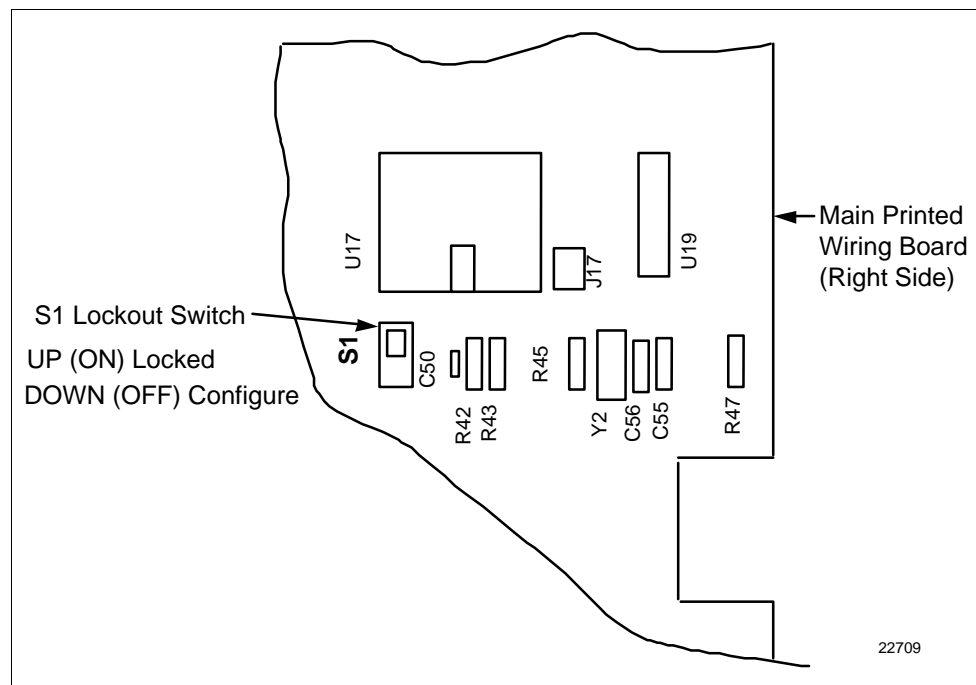 Main Printed
Wiring Board
(Right Side)
U17
J17
U19
S1 Lockout Switch
UP (ON) Locked
DOWN (OFF) Configure
S1
C50
R42
R43
R45
Y2
C56
C55
R47
22709